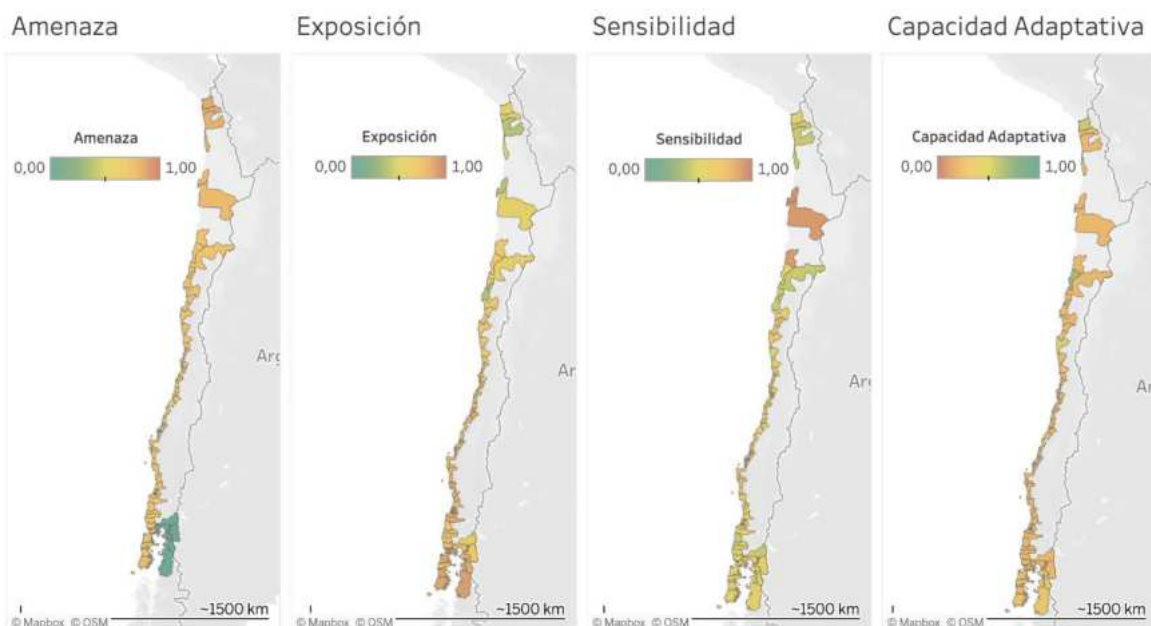 Amenaza
Exposición
Sensibilidad
Capacidad Adaptativa
Amenaza
0,00
1,00
Exposición
0,00
1,00
Sensibilidad
0,00
1,00
Capacidad Adaptativa
0,00
1,00
Arg
Ar
Arg
Ar
~1500 km
~1500 km
~1500 km
~1500 km
© Mapbox © OSM
© Mapbox © OSM
© Mapbox © OSM
© Mapbox © OSM